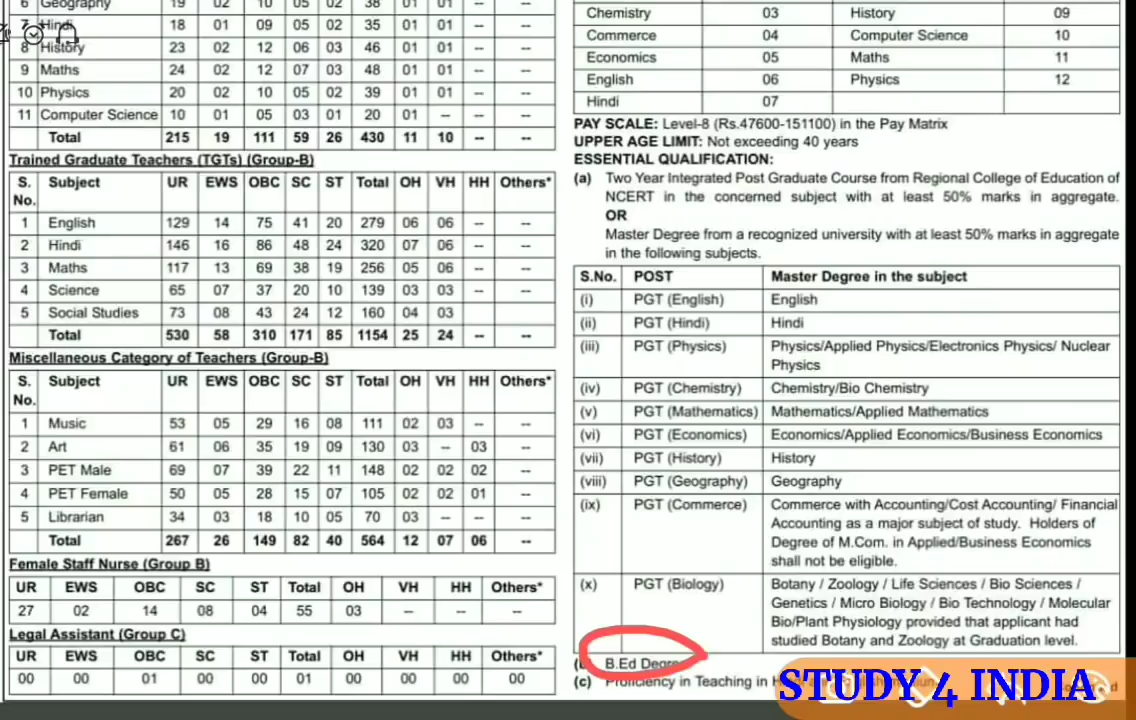 6 Geography 19 02 10 05 02 38 01 01 -- --
7 Hindi 18 01 09 05 02 35 01 01 -- --
8 History 23 02 12 06 03 46 01 01 -- --
9 Maths 24 02 12 07 03 48 01 01 -- --
10 Physics 20 02 10 05 02 39 01 01 -- --
11 Computer Science 10 01 05 03 01 20 01 -- -- --
Total 215 19 111 59 26 430 11 10 -- --
Trained Graduate Teachers (TGTs) (Group-B)
S. No. Subject UR EWS OBC SC ST Total OH VH HH Others*
1 English 129 14 75 41 20 279 06 06 -- --
2 Hindi 146 16 86 48 24 320 07 06 -- --
3 Maths 117 13 69 38 19 256 05 06 -- --
4 Science 65 07 37 20 10 139 03 03 -- --
5 Social Studies 73 08 43 24 12 160 04 03
Total 530 58 310 171 85 1154 25 24 -- --
Miscellaneous Category of Teachers (Group-B)
S. No. Subject UR EWS OBC SC ST Total OH VH HH Others*
1 Music 53 05 29 16 08 111 02 03 -- --
2 Art 61 06 35 19 09 130 03 -- 03 --
3 PET Male 69 07 39 22 11 148 02 02 02 --
4 PET Female 50 05 28 15 07 105 02 02 01 --
5 Librarian 34 03 18 10 05 70 03 -- -- --
Total 267 26 149 82 40 564 12 07 06 --
Female Staff Nurse (Group B)
UR EWS OBC SC ST Total OH VH HH Others*
27 02 14 08 04 55 03 -- -- --
Legal Assistant (Group C)
UR EWS OBC SC ST Total OH VH HH Others*
00 00 01 00 00 01 00 00 00 00
Chemistry 03 History 09
Commerce 04 Computer Science 10
Economics 05 Maths 11
English 06 Physics 12
Hindi 07
PAY SCALE: Level-8 (Rs.47600-151100) in the Pay Matrix
UPPER AGE LIMIT: Not exceeding 40 years
ESSENTIAL QUALIFICATION:
(a) Two Year Integrated Post Graduate Course from Regional College of Education of
NCERT in the concerned subject with at least 50% marks in aggregate.
OR
Master Degree from a recognized university with at least 50% marks in aggregate
in the following subjects.
S.No. POST Master Degree in the subject
(i) PGT (English) English
(ii) PGT (Hindi) Hindi
(iii) PGT (Physics) Physics/Applied Physics/Electronics Physics/ Nuclear
Physics
(iv) PGT (Chemistry) Chemistry/Bio Chemistry
(v) PGT (Mathematics) Mathematics/Applied Mathematics
(vi) PGT (Economics) Economics/Applied Economics/Business Economics
(vii) PGT (History) History
(viii) PGT (Geography) Geography
(ix) PGT (Commerce) Commerce with Accounting/Cost Accounting/ Financial
Accounting as a major subject of study. Holders of
Degree of M.Com. in Applied/Business Economics
shall not be eligible.
(x) PGT (Biology) Botany / Zoology / Life Sciences / Bio Sciences /
Genetics / Micro Biology / Bio Technology / Molecular
Bio/Plant Physiology provided that applicant had
studied Botany and Zoology at Graduation level.
B.Ed Degree
(c) Proficiency in Teaching in
STUDY 4 INDIA